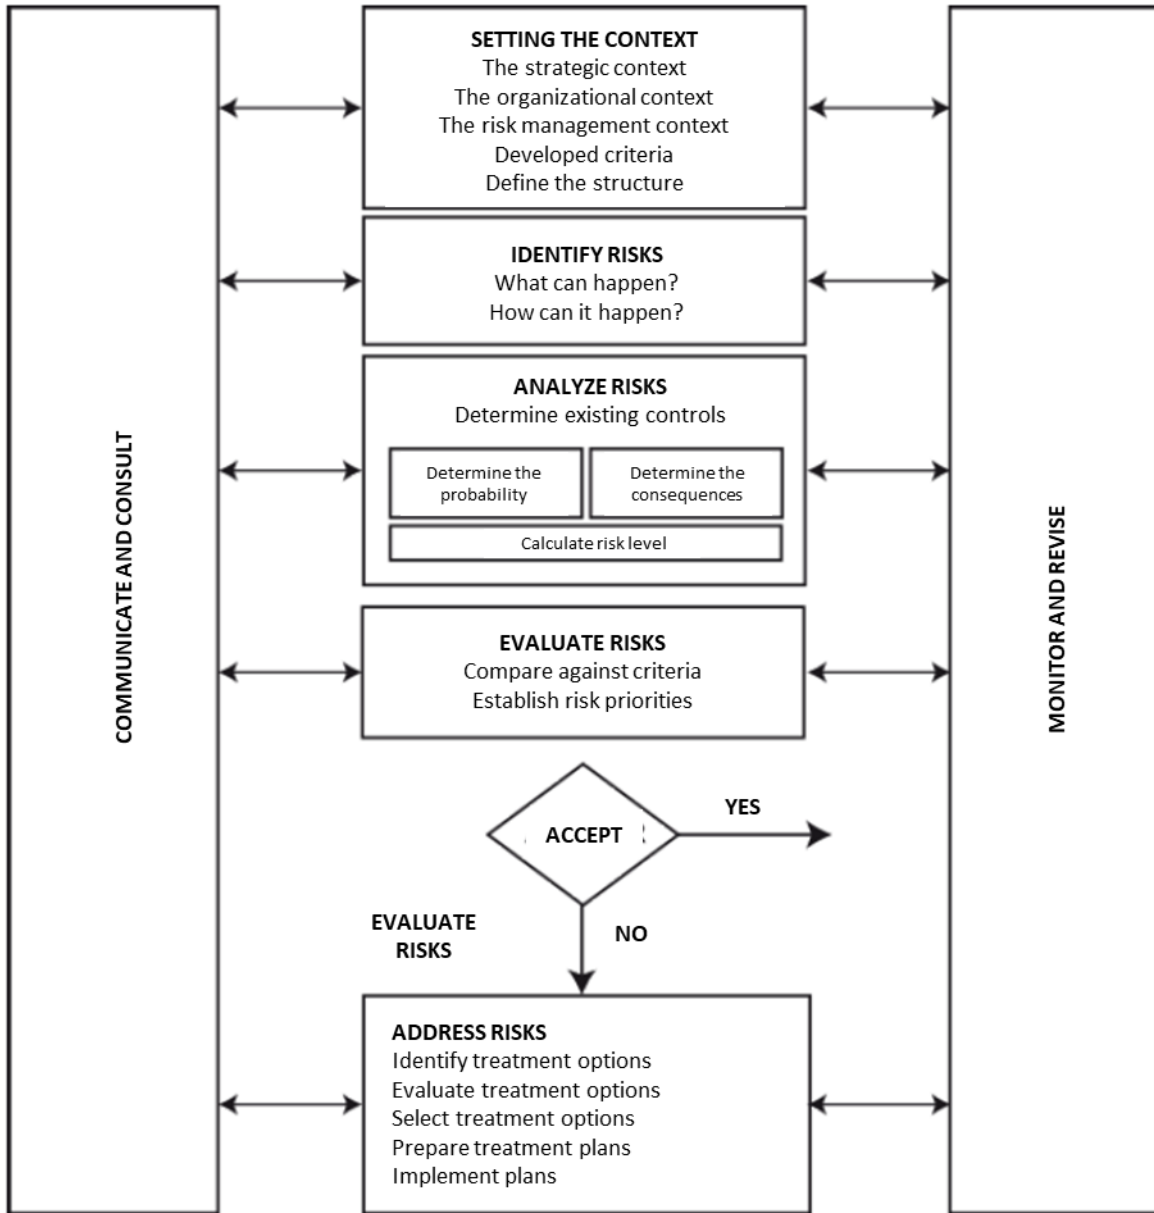 SETTING THE CONTEXT
The strategic context
The organizational context
The risk management context
Developed criteria
Define the structure
IDENTIFY RISKS
What can happen?
How can it happen?
ANALYZE RISKS
Determine existing controls
Determine the
probability
Determine the
consequences
Calculate risk level
COMMUNICATE AND CONSULT
MONITOR AND REVISE
EVALUATE RISKS
Compare against criteria
Establish risk priorities
ACCEPT
YES
EVALUATE
RISKS
NO
ADDRESS RISKS
Identify treatment options
Evaluate treatment options
Select treatment options
Prepare treatment plans
Implement plans